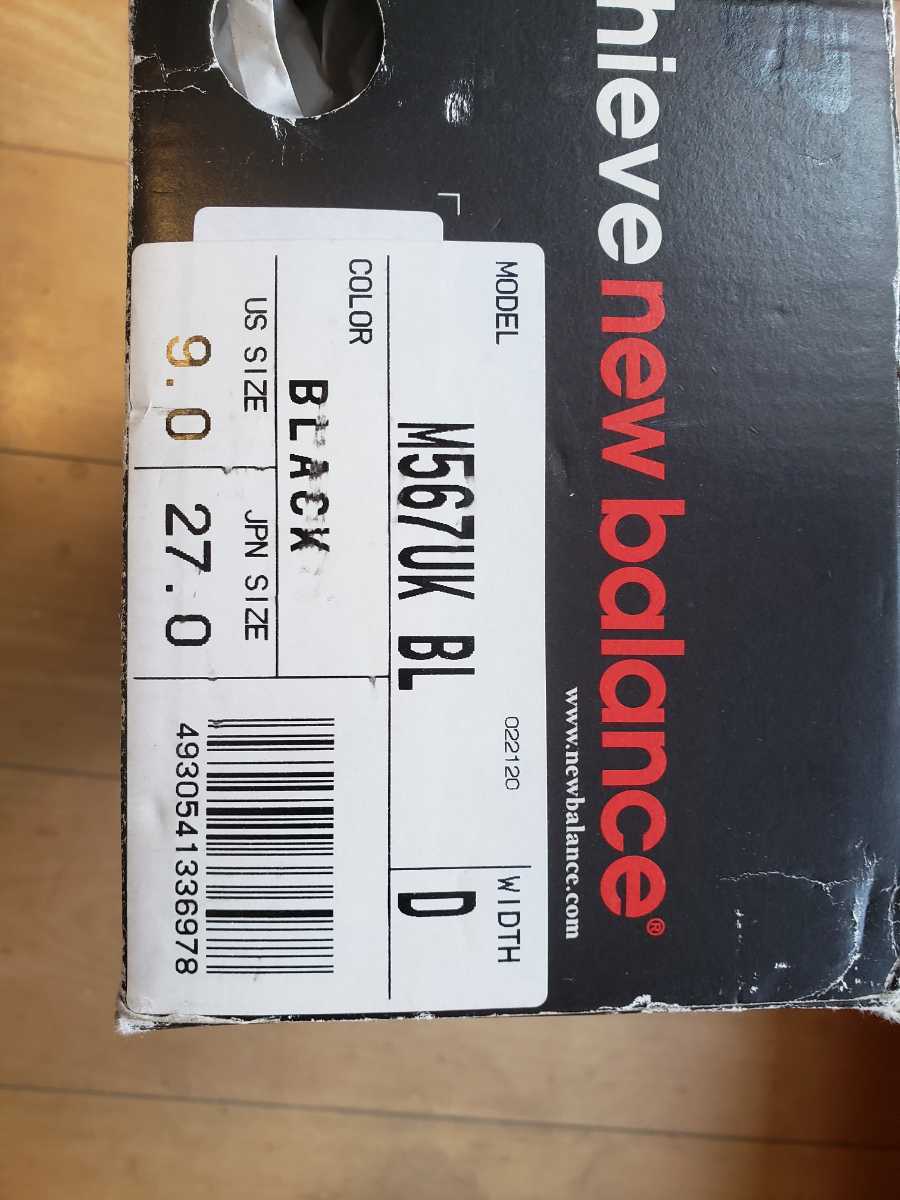 hieve new balance®
www.newbalance.com
MODEL
022120
WIDTH
M567UK BL
D
COLOR
BLACK
US SIZE
JPN SIZE
9.0
27.0
4930541336978